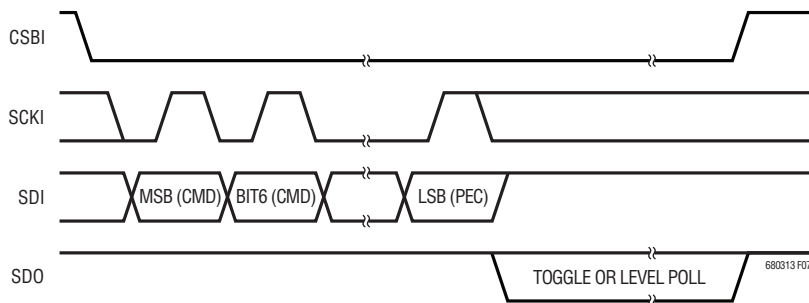 CSBI
SCKI
SDI
MSB (CMD)
BIT6 (CMD)
LSB (PEC)
SDO
TOGGLE OR LEVEL POLL
680313 F07